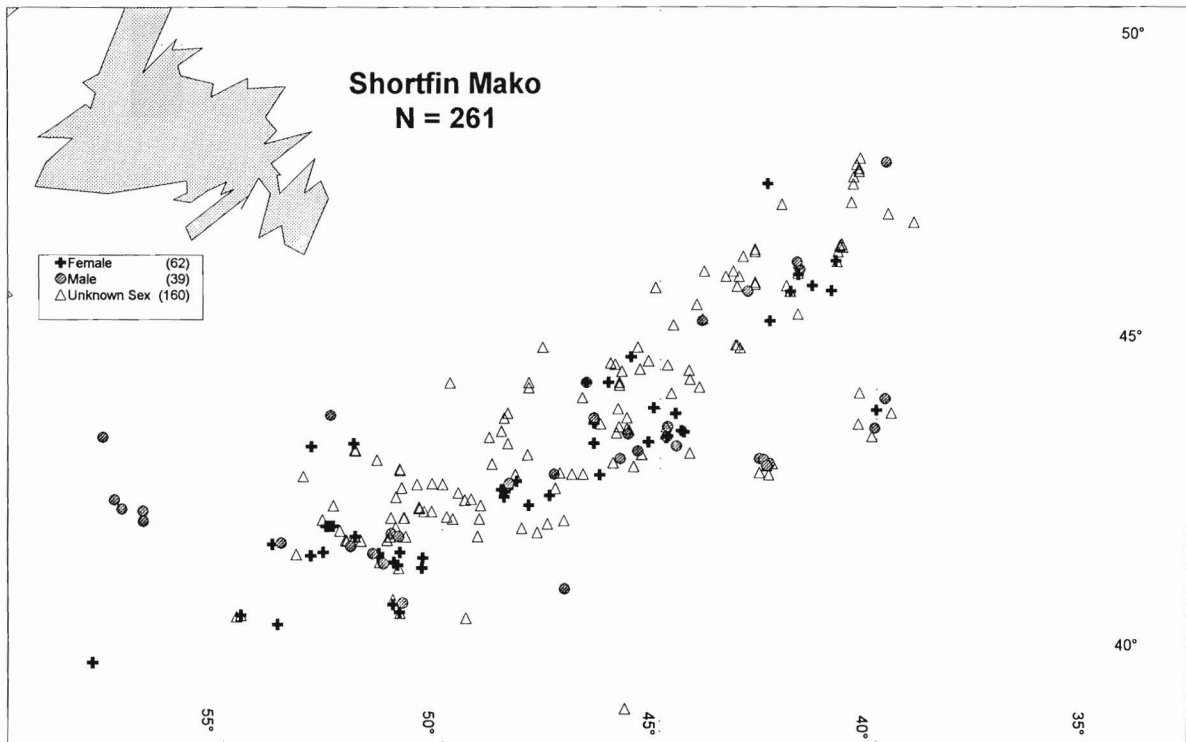 50°
Shortfin Mako
N = 261
Female (62)
Male (39)
Unknown Sex (160)
45°
40°
55° 50° 45° 40° 35°